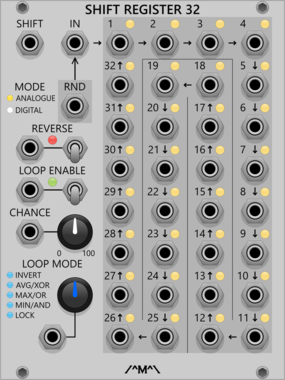 SHIFT REGISTER 32
SHIFT IN 1 2 3 4
32 19 18 5
MODE RND
ANALOGUE
DIGITAL
31 20 17 6
REVERSE
30 21 16 7
LOOP ENABLE
29 22 15 8
CHANCE
28 23 14 9
0 100
LOOP MODE
27 24 13 10
INVERT
AVG/XOR
MAX/OR
MIN/AND
LOCK
26 25 12 11
/^M^\